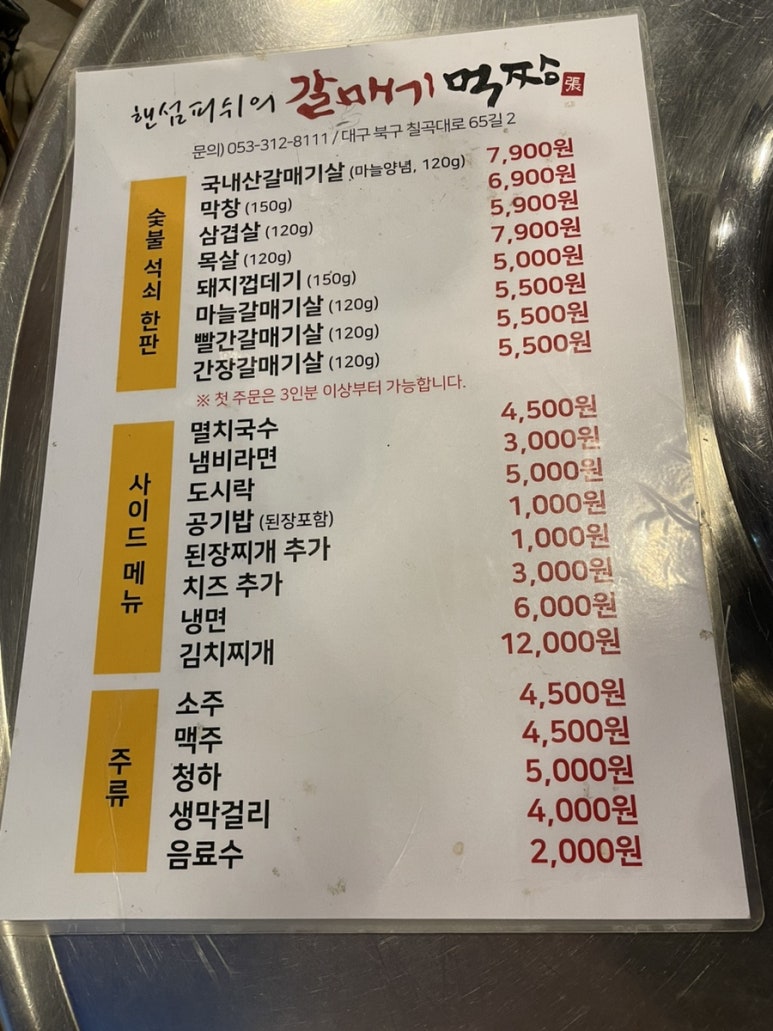 핸섬피쉬의 갈매기 먹짱 張
문의) 053-312-8111 / 대구 북구 칠곡대로 65길 2
숯불 석쇠 한판
국내산갈매기살 (마늘양념, 120g) 7,900원
막창 (150g) 6,900원
삼겹살 (120g) 5,900원
목살 (120g) 7,900원
돼지껍데기 (150g) 5,000원
마늘갈매기살 (120g) 5,500원
빨간갈매기살 (120g) 5,500원
간장갈매기살 (120g) 5,500원
※ 첫 주문은 3인분 이상부터 가능합니다.
사이드 메뉴
멸치국수 4,500원
냄비라면 3,000원
도시락 5,000원
공기밥 (된장포함) 1,000원
된장찌개 추가 1,000원
치즈 추가 3,000원
냉면 6,000원
김치찌개 12,000원
주류
소주 4,500원
맥주 4,500원
청하 5,000원
생막걸리 4,000원
음료수 2,000원